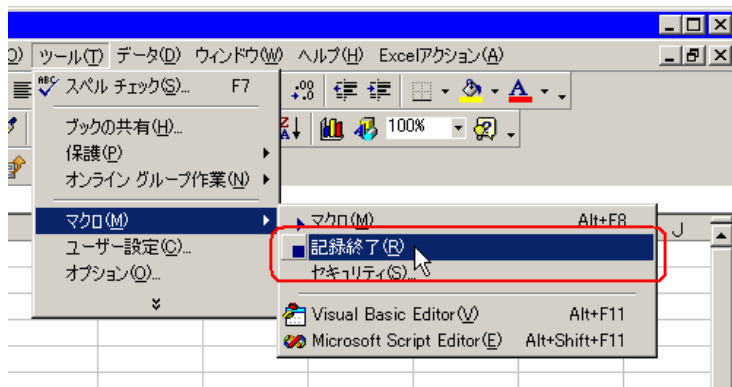 O) ツール(T) データ(D) ウィンドウ(W) ヘルプ(H) Excelアクション(A)
ABC スペル チェック(S)... F7
A
ブックの共有(H)...
100%
保護(P)
オンライン グループ作業(N)
マクロ(M)
マクロ(M) Alt+F8
J
ユーザー設定(C)...
記録終了(R)
オプション(O)...
セキュリティ(S)...
Visual Basic Editor(V) Alt+F11
Microsoft Script Editor(E) Alt+Shift+F11